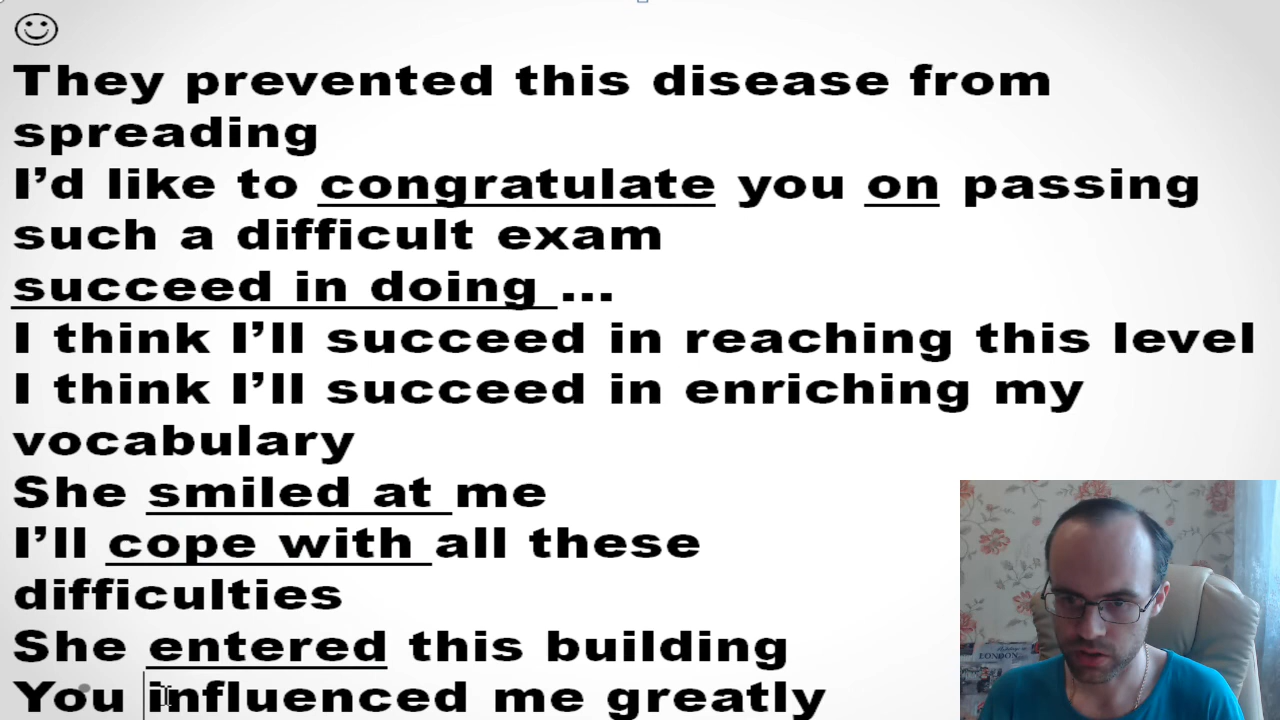 They prevented this disease from
spreading
I’d like to congratulate you on passing
such a difficult exam
succeed in doing ...
I think I’ll succeed in reaching this level
I think I’ll succeed in enriching my
vocabulary
She smiled at me
I’ll cope with all these
difficulties
She entered this building
You influenced me greatly
LONDON